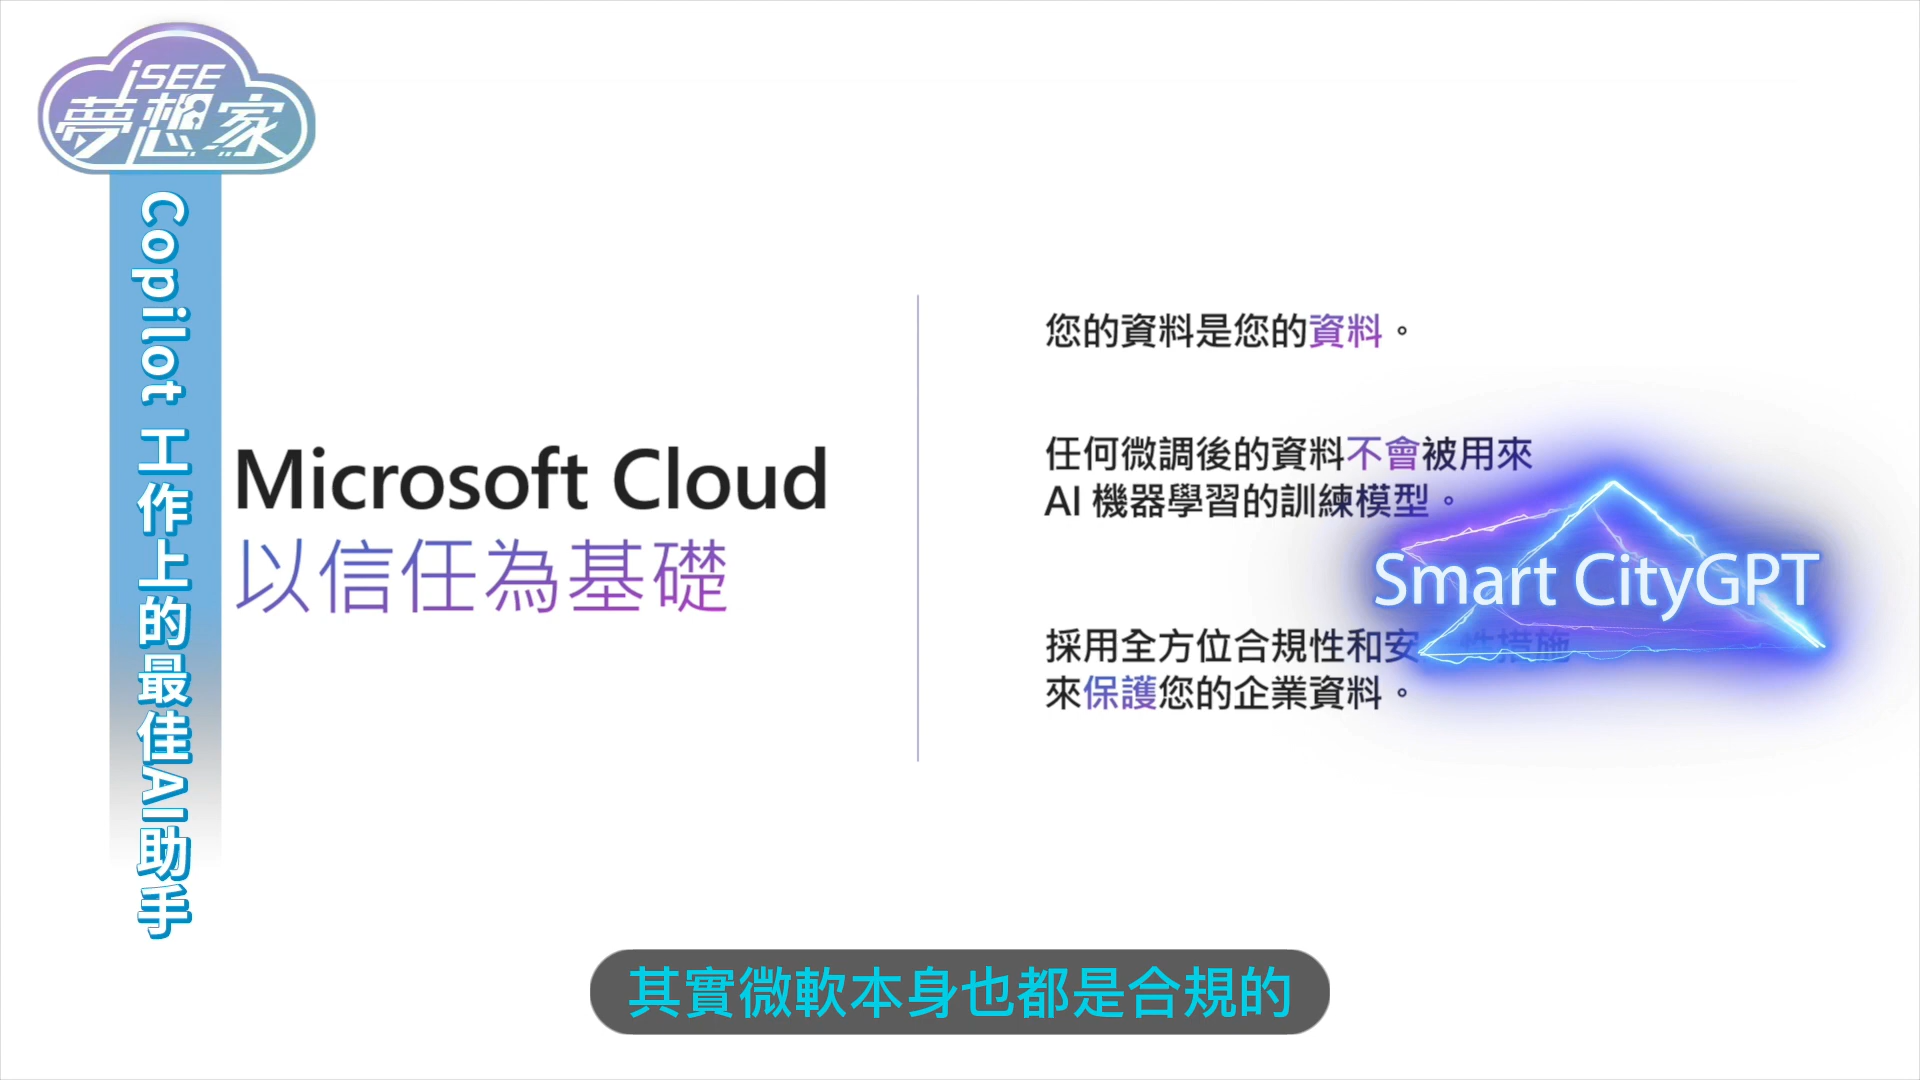 iSEE
夢想家
Copilot 工作上的最佳AI助手
Microsoft Cloud
以信任為基礎
您的資料是您的資料。
任何微調後的資料不會被用來
AI 機器學習的訓練模型。
Smart CityGPT
採用全方位合規性和安全性措施
來保護您的企業資料。
其實微軟本身也都是合規的